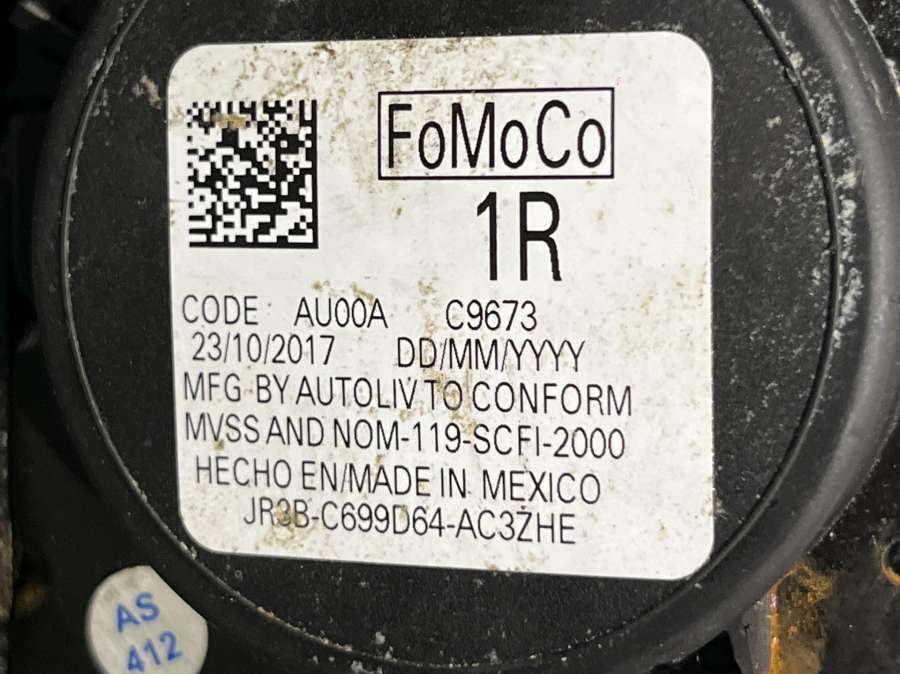 FoMoCo
1R
CODE: AU00A C9673
23/10/2017 DD/MM/YYYY
MFG BY AUTOLIV TO CONFORM
MVSS AND NOM-119-SCFI-2000
HECHO EN/MADE IN MEXICO
JR3B-C699D64-AC3ZHE
AS
412